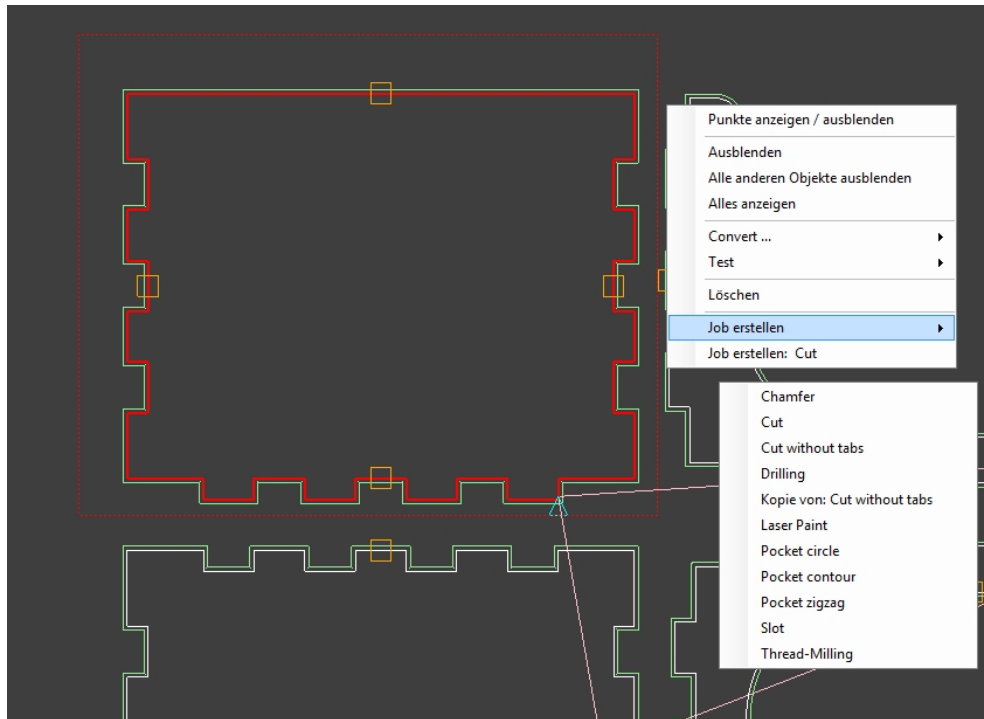 Punkte anzeigen / ausblenden
Ausblenden
Alle anderen Objekte ausblenden
Alles anzeigen
Convert ...
Test
Löschen
Job erstellen
Job erstellen:  Cut
Chamfer
Cut
Cut without tabs
Drilling
Kopie von: Cut without tabs
Laser Paint
Pocket circle
Pocket contour
Pocket zigzag
Slot
Thread-Milling